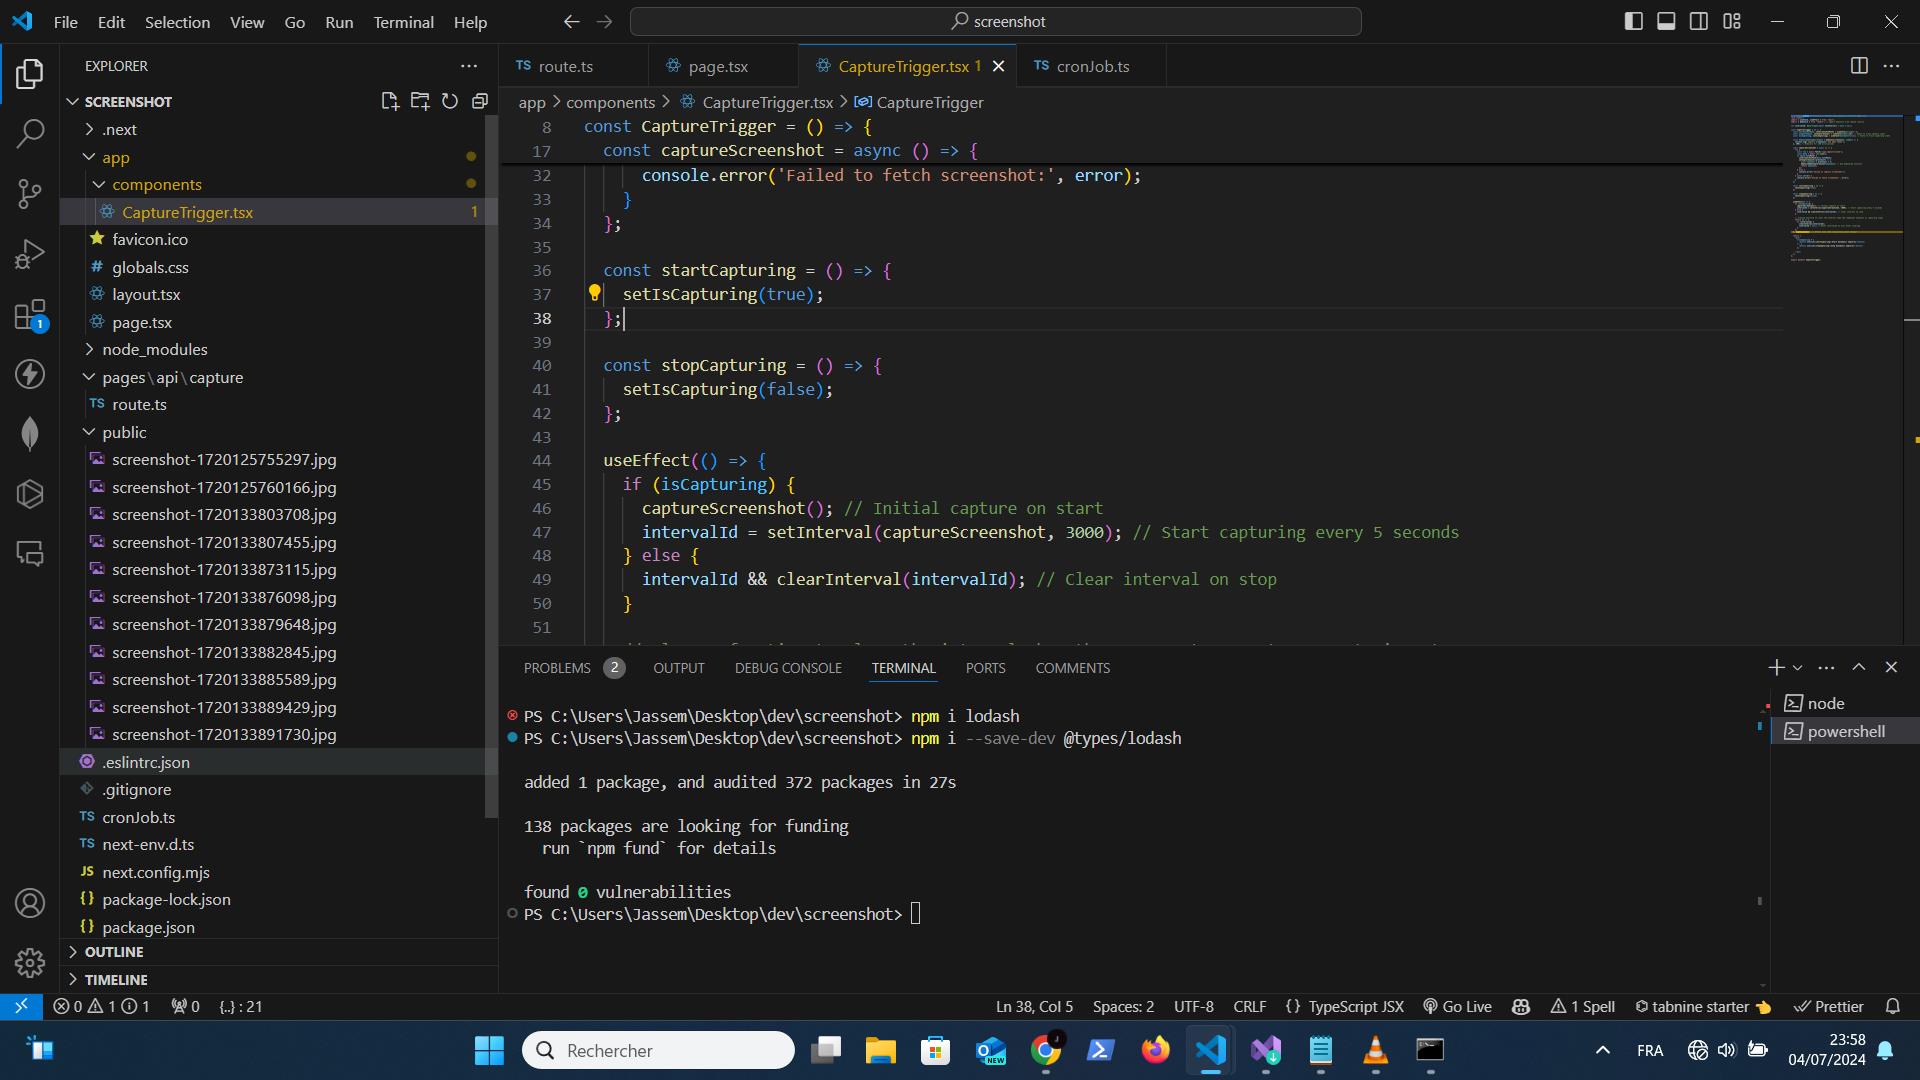 File Edit Selection View Go Run Terminal Help
screenshot
EXPLORER
SCREENSHOT
.next
app
components
CaptureTrigger.tsx 1
favicon.ico
# globals.css
layout.tsx
page.tsx
node_modules
pages\api\capture
TS route.ts
public
screenshot-1720125755297.jpg
screenshot-1720125760166.jpg
screenshot-1720133803708.jpg
screenshot-1720133807455.jpg
screenshot-1720133873115.jpg
screenshot-1720133876098.jpg
screenshot-1720133879648.jpg
screenshot-1720133882845.jpg
screenshot-1720133885589.jpg
screenshot-1720133889429.jpg
screenshot-1720133891730.jpg
.eslintrc.json
.gitignore
TS cronJob.ts
TS next-env.d.ts
JS next.config.mjs
{} package-lock.json
{} package.json
OUTLINE
TIMELINE
1
TS route.ts page.tsx CaptureTrigger.tsx 1 TS cronJob.ts
app > components > CaptureTrigger.tsx > CaptureTrigger
8 const CaptureTrigger = () => {
17 const captureScreenshot = async () => {
32 console.error('Failed to fetch screenshot:', error);
33 }
34 };
35
36 const startCapturing = () => {
37 setIsCapturing(true);
38 };
39
40 const stopCapturing = () => {
41 setIsCapturing(false);
42 };
43
44 useEffect(() => {
45 if (isCapturing) {
46 captureScreenshot(); // Initial capture on start
47 intervalId = setInterval(captureScreenshot, 3000); // Start capturing every 5 seconds
48 } else {
49 intervalId && clearInterval(intervalId); // Clear interval on stop
50 }
51
PROBLEMS 2 OUTPUT DEBUG CONSOLE TERMINAL PORTS COMMENTS
PS C:\Users\Jassem\Desktop\dev\screenshot> npm i lodash
PS C:\Users\Jassem\Desktop\dev\screenshot> npm i --save-dev @types/lodash
added 1 package, and audited 372 packages in 27s
138 packages are looking for funding
run `npm fund` for details
found 0 vulnerabilities
PS C:\Users\Jassem\Desktop\dev\screenshot>
node
powershell
0 1 1 0 {..} : 21
Ln 38, Col 5 Spaces: 2 UTF-8 CRLF {} TypeScript JSX Go Live 1 Spell tabnine starter Prettier
Rechercher
NEW
J
FRA
23:58
04/07/2024